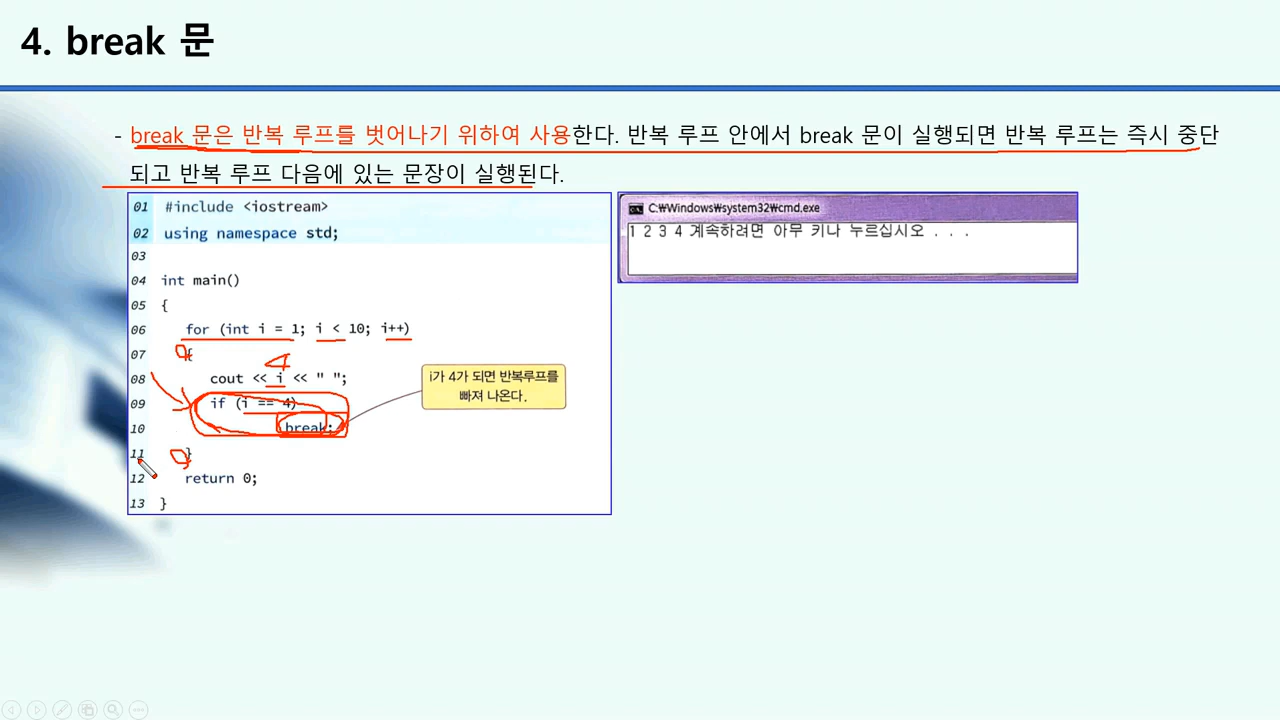 4. break 문
- break 문은 반복 루프를 벗어나기 위하여 사용한다. 반복 루프 안에서 break 문이 실행되면 반복 루프는 즉시 중단
되고 반복 루프 다음에 있는 문장이 실행된다.
01 #include <iostream>
02 using namespace std;
03
04 int main()
05 {
06 for (int i = 1; i < 10; i++)
07 {
4
08 cout << i << " ";
09 if (i == 4)
10 break;
11 }
12 return 0;
13 }
i가 4가 되면 반복루프를
빠져 나온다.
C:₩Windows₩system32₩cmd.exe
1 2 3 4 계속하려면 아무 키나 누르십시오 . . .